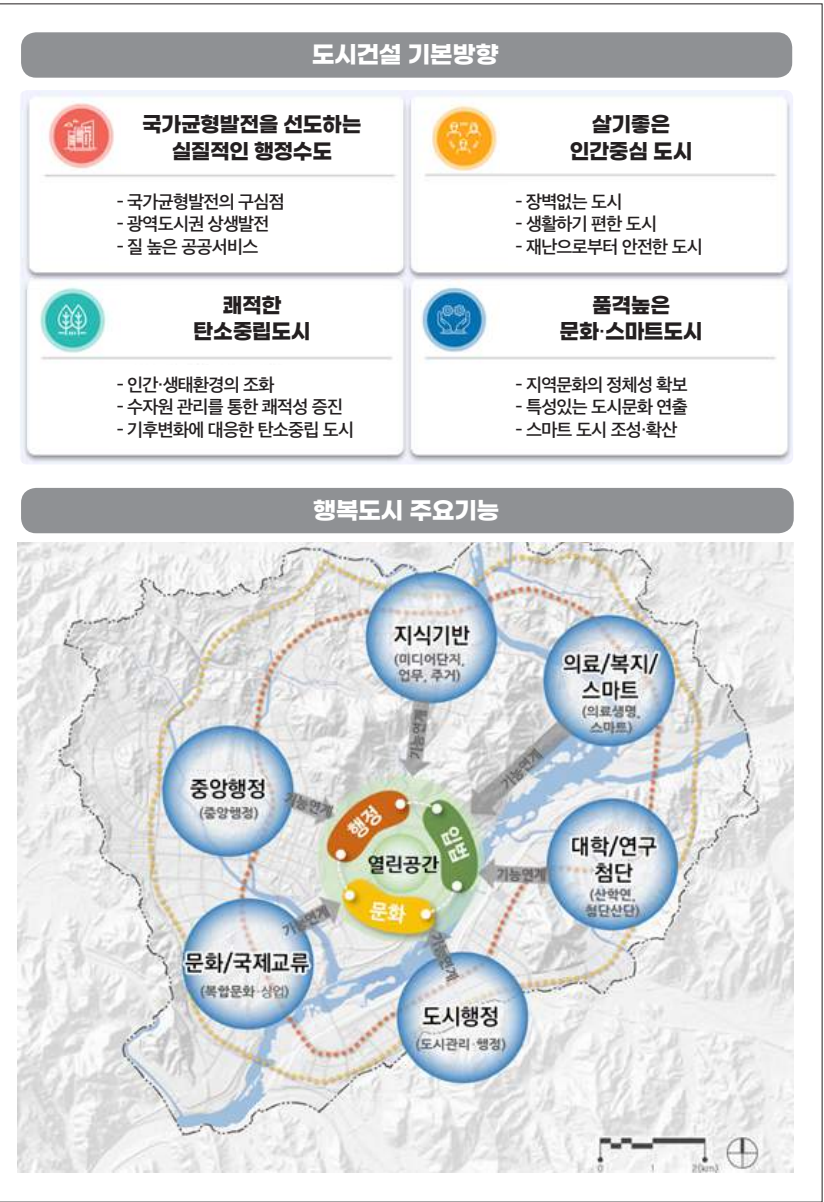 도시건설 기본방향
국가균형발전을 선도하는
실질적인 행정수도
- 국가균형발전의 구심점
- 광역도시권 상생발전
- 질 높은 공공서비스
살기좋은
인간중심 도시
- 장벽없는 도시
- 생활하기 편한 도시
- 재난으로부터 안전한 도시
쾌적한
탄소중립도시
- 인간·생태환경의 조화
- 수자원 관리를 통한 쾌적성 증진
- 기후변화에 대응한 탄소중립 도시
품격높은
문화·스마트도시
- 지역문화의 정체성 확보
- 특성있는 도시문화 연출
- 스마트 도시 조성·확산
행복도시 주요기능
지식기반
(미디어단지,
업무, 주거)
의료/복지/
스마트
(의료생명,
스마트)
기능연계
기능연계
중앙행정
(중앙행정)
기능연계
행정
입법
열린공간
문화
기능연계
대학/연구
첨단
(산학연,
첨단산단)
기능연계
문화/국제교류
(복합문화·상업)
기능연계
도시행정
(도시관리·행정)
0 1 2(km)